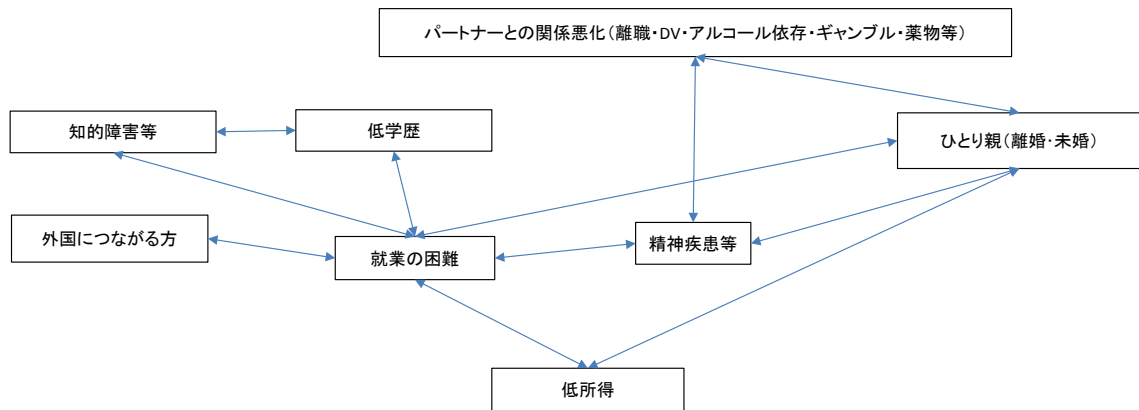 パートナーとの関係悪化（離職・DV・アルコール依存・ギャンブル・薬物等）
知的障害等
低学歴
ひとり親（離婚・未婚）
外国につながる方
就業の困難
精神疾患等
低所得